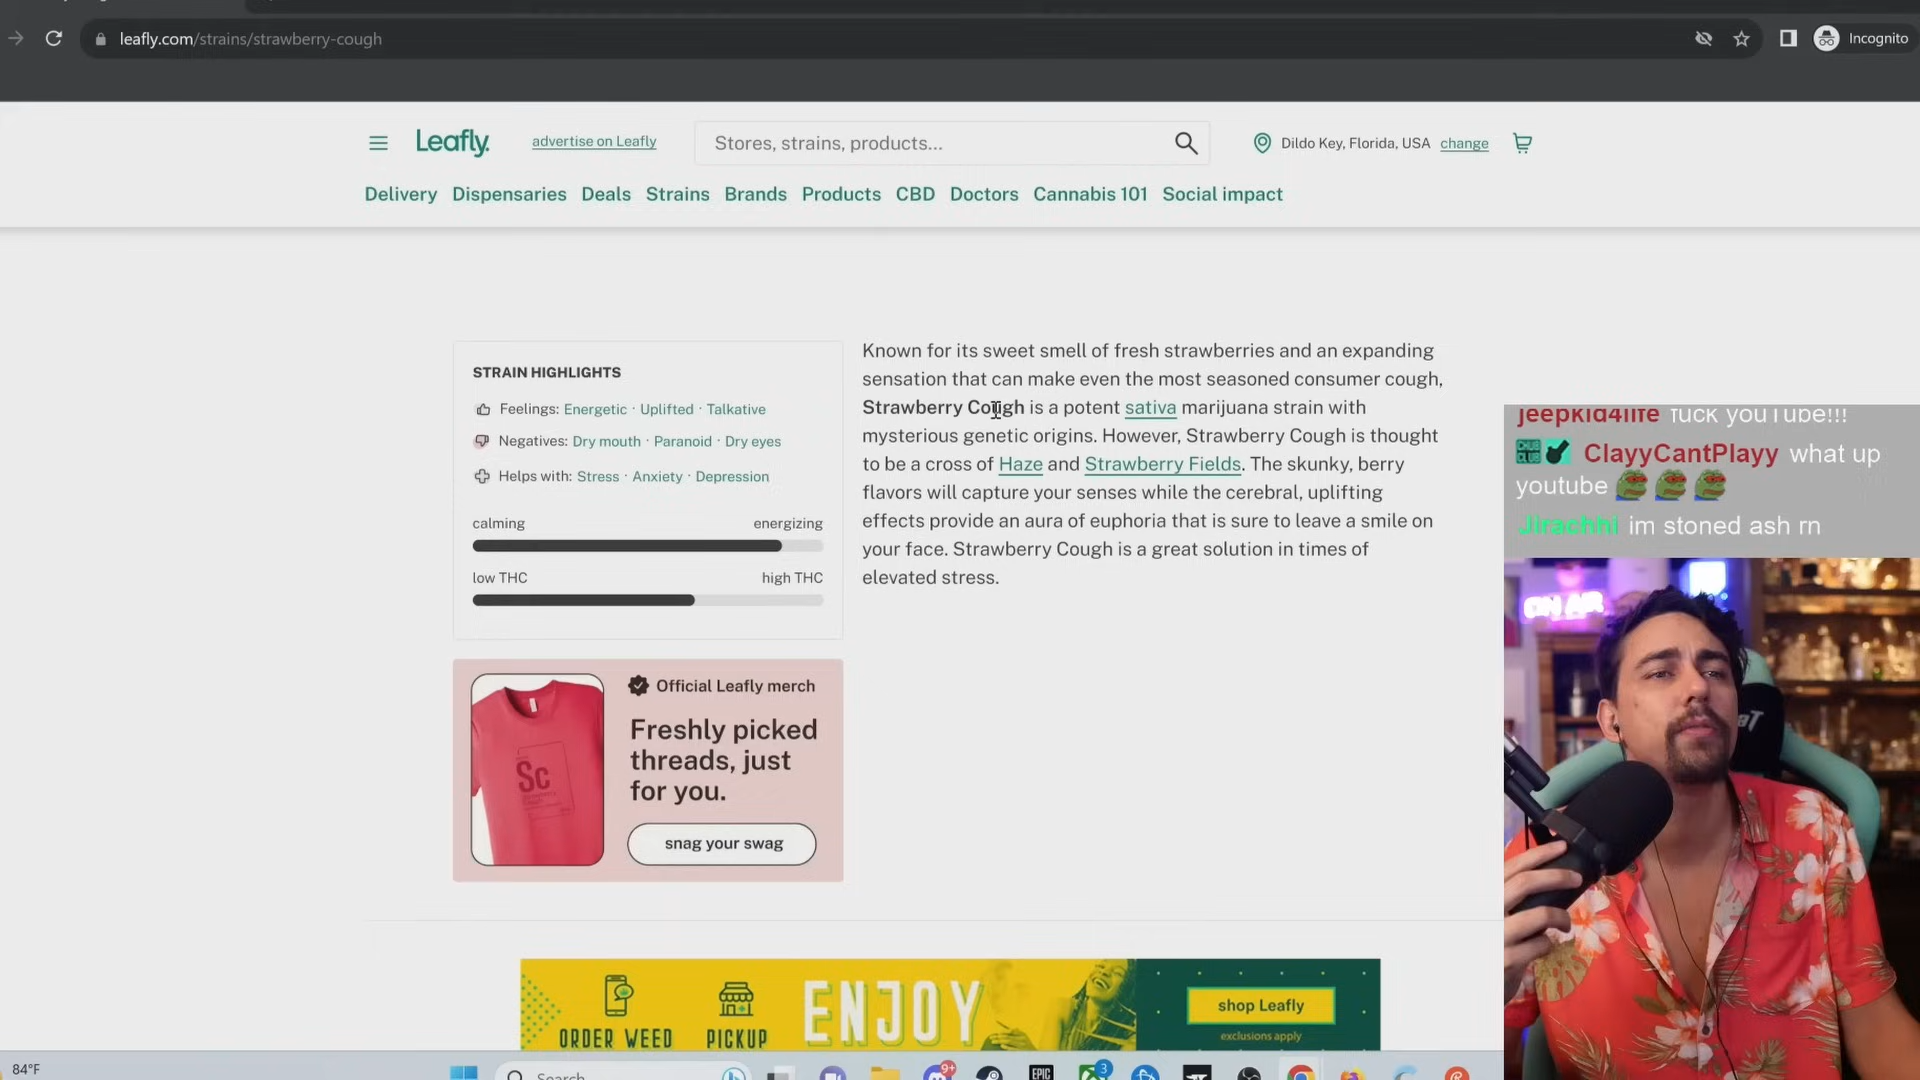 leafly.com/strains/strawberry-cough
Incognito
Leafly.
advertise on Leafly
Stores, strains, products...
Dildo Key, Florida, USA change
Delivery Dispensaries Deals Strains Brands Products CBD Doctors Cannabis 101 Social impact
STRAIN HIGHLIGHTS
Feelings: Energetic · Uplifted · Talkative
Negatives: Dry mouth · Paranoid · Dry eyes
Helps with: Stress · Anxiety · Depression
calming energizing
low THC high THC
Known for its sweet smell of fresh strawberries and an expanding
sensation that can make even the most seasoned consumer cough,
Strawberry Cough is a potent sativa marijuana strain with
mysterious genetic origins. However, Strawberry Cough is thought
to be a cross of Haze and Strawberry Fields. The skunky, berry
flavors will capture your senses while the cerebral, uplifting
effects provide an aura of euphoria that is sure to leave a smile on
your face. Strawberry Cough is a great solution in times of
elevated stress.
Official Leafly merch
Freshly picked
threads, just
for you.
snag your swag
Sc
ORDER WEED
PICKUP
ENJOY
shop Leafly
exclusions apply
jeepkid4life fuck youTube!!!
ClayyCantPlayy what up
youtube
Jirachhi im stoned ash rn
ON AIR
84°F
Search
9+
EPIC
3